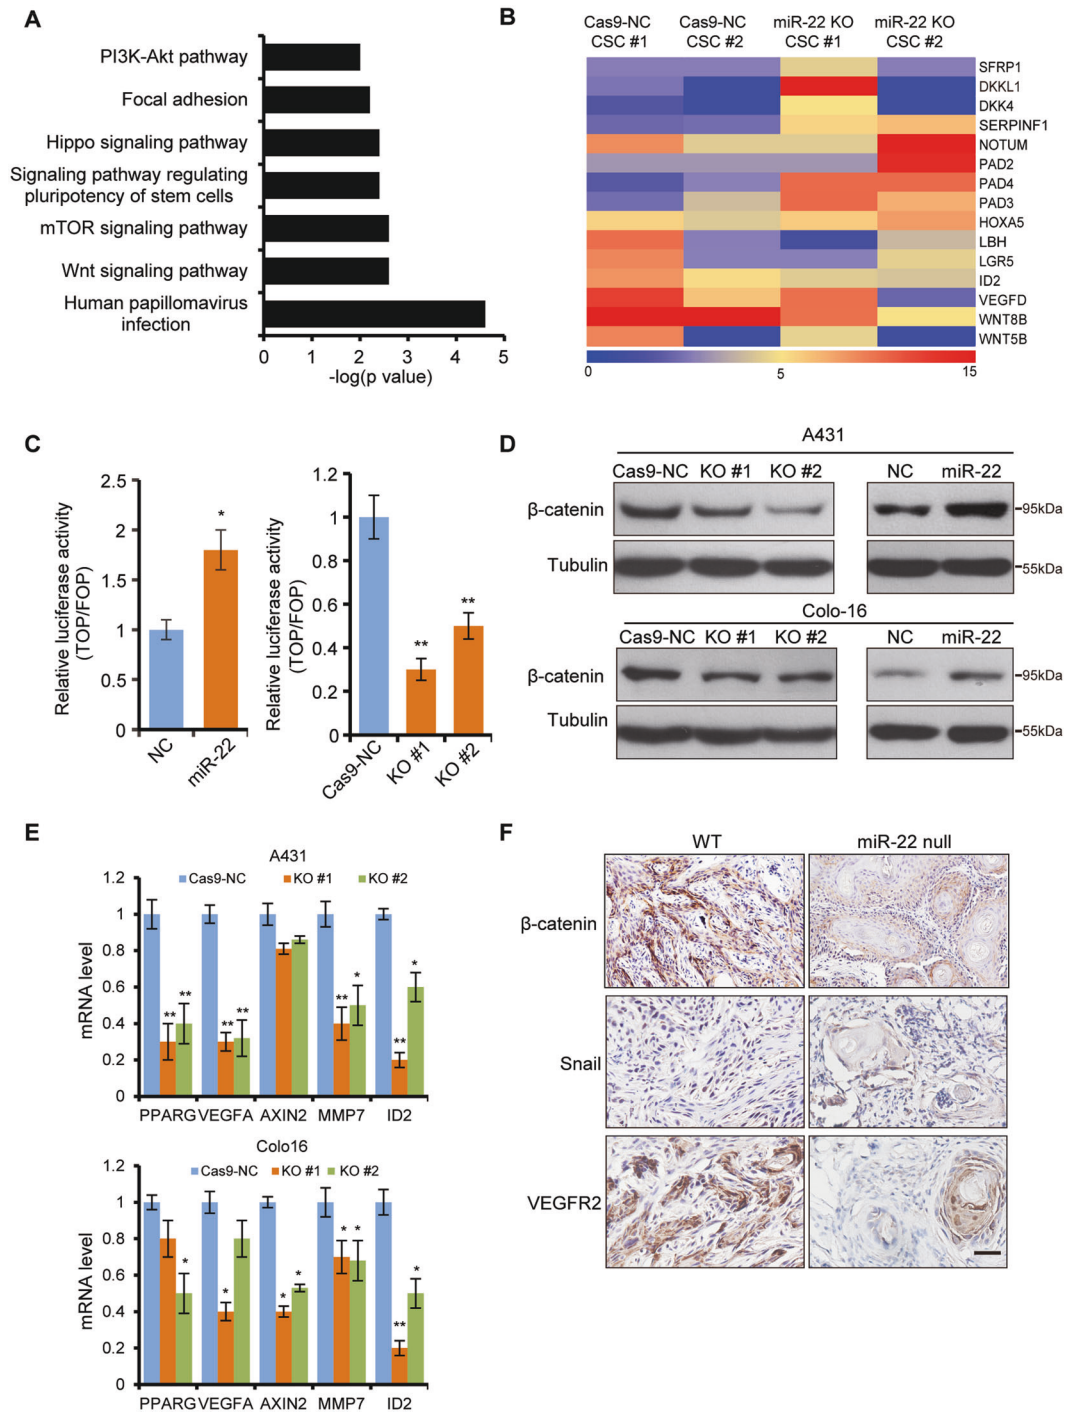 A
PI3K-Akt pathway
Focal adhesion
Hippo signaling pathway
Signaling pathway regulating
pluripotency of stem cells
mTOR signaling pathway
Wnt signaling pathway
Human papillomavirus
infection
0 1 2 3 4 5
-log(p value)
B
Cas9-NC Cas9-NC miR-22 KO miR-22 KO
CSC #1 CSC #2 CSC #1 CSC #2
SFRP1
DKKL1
DKK4
SERPINF1
NOTUM
PAD2
PAD4
PAD3
HOXA5
LBH
LGR5
ID2
VEGFD
WNT8B
WNT5B
0 5 15
C
Relative luciferase activity
(TOP/FOP)
2.5
2
1.5
1
0.5
0
*
NC miR-22
Relative luciferase activity
(TOP/FOP)
1.2
1
0.8
0.6
0.4
0.2
0
** **
Cas9-NC KO #1 KO #2
D
A431
Cas9-NC KO #1 KO #2 NC miR-22
β-catenin 95kDa
Tubulin 55kDa
Colo-16
Cas9-NC KO #1 KO #2 NC miR-22
β-catenin 95kDa
Tubulin 55kDa
E
A431
Cas9-NC KO #1 KO #2
mRNA level
1.2
1
0.8
0.6
0.4
0.2
0
** ** ** ** ** * ** *
PPARG VEGFA AXIN2 MMP7 ID2
Colo16
Cas9-NC KO #1 KO #2
mRNA level
1.2
1
0.8
0.6
0.4
0.2
0
* * * * * * ** *
PPARG VEGFA AXIN2 MMP7 ID2
F
WT miR-22 null
β-catenin
Snail
VEGFR2